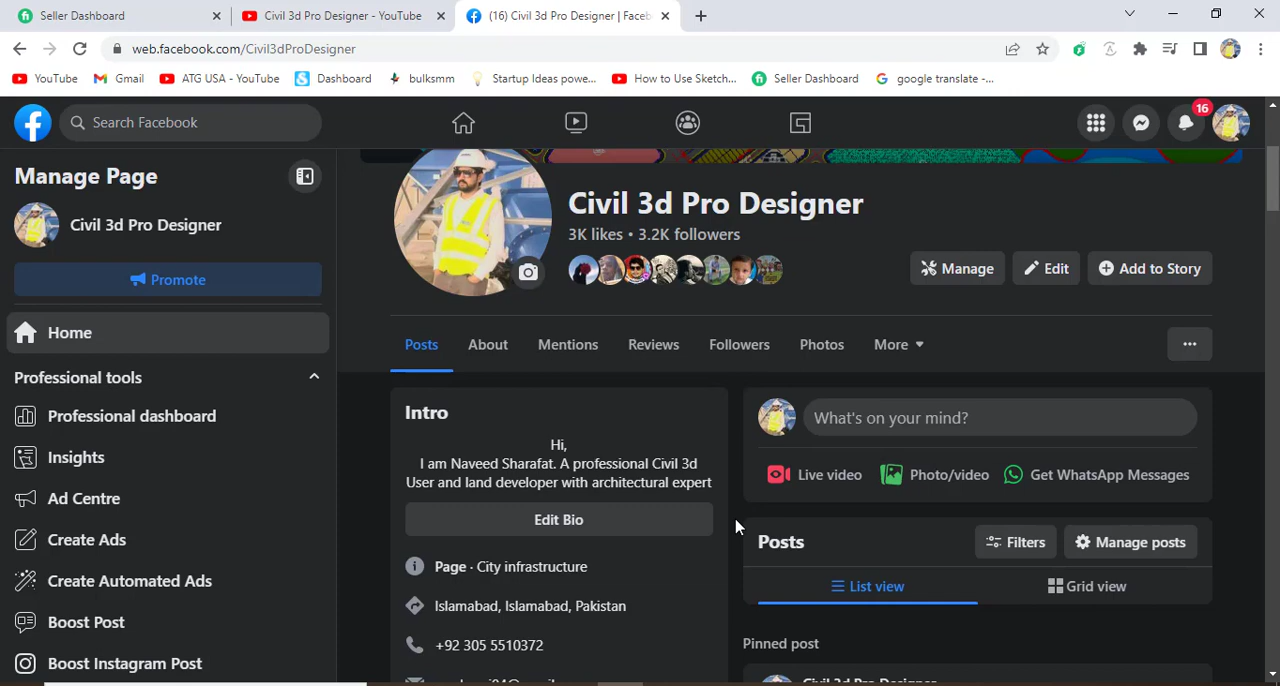 Seller Dashboard
Civil 3d Pro Designer - YouTube
(16) Civil 3d Pro Designer | Faceb
web.facebook.com/Civil3dProDesigner
YouTube
Gmail
ATG USA - YouTube
Dashboard
bulksmm
Startup Ideas powe...
How to Use Sketch...
Seller Dashboard
google translate -...
Search Facebook
16
Manage Page
Civil 3d Pro Designer
Promote
Home
Professional tools
Professional dashboard
Insights
Ad Centre
Create Ads
Create Automated Ads
Boost Post
Boost Instagram Post
Civil 3d Pro Designer
3K likes • 3.2K followers
Manage
Edit
Add to Story
Posts
About
Mentions
Reviews
Followers
Photos
More
Intro
Hi,
I am Naveed Sharafat. A professional Civil 3d
User and land developer with architectural expert
Edit Bio
Page · City infrastructure
Islamabad, Islamabad, Pakistan
+92 305 5510372
What's on your mind?
Live video
Photo/video
Get WhatsApp Messages
Posts
Filters
Manage posts
List view
Grid view
Pinned post
Civil 3d Pro Designer